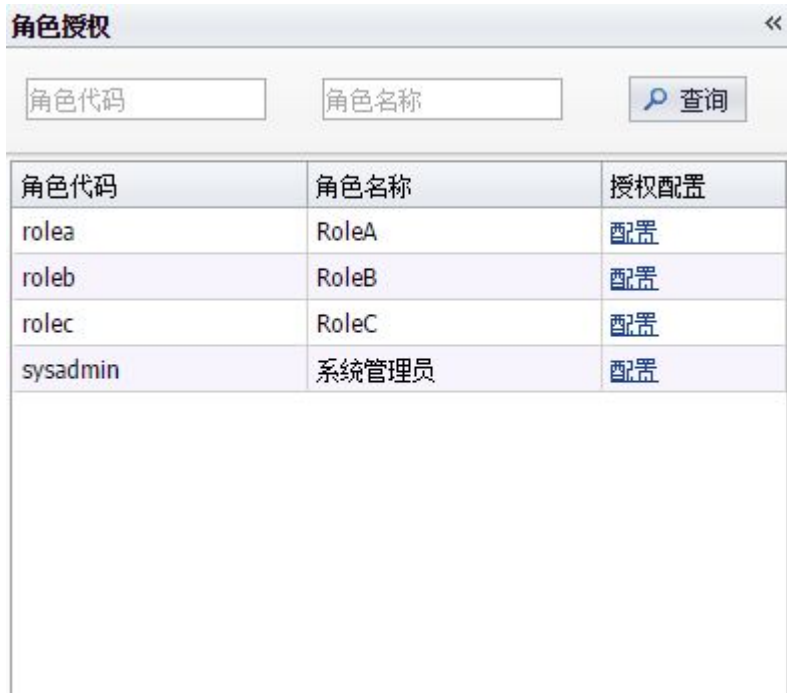 角色授权 «
角色代码 角色名称 查询
角色代码 角色名称 授权配置
rolea RoleA 配置
roleb RoleB 配置
rolec RoleC 配置
sysadmin 系统管理员 配置